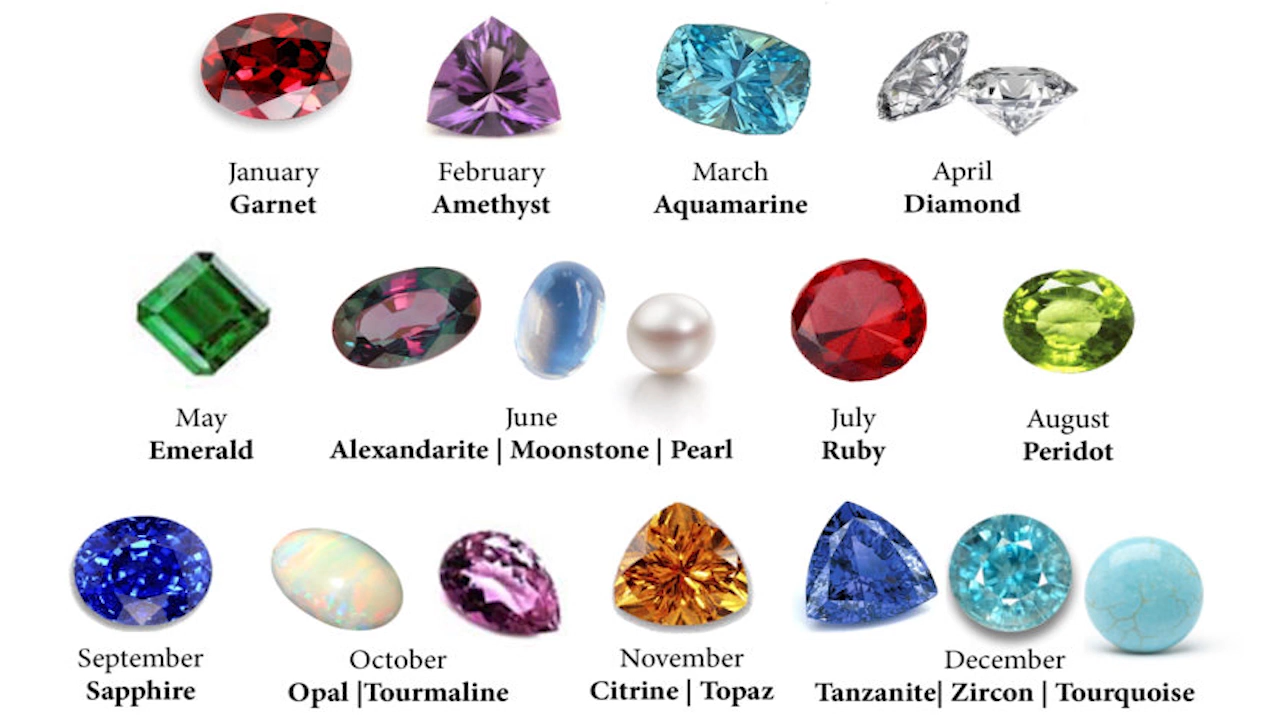 January
Garnet
February
Amethyst
March
Aquamarine
April
Diamond
May
Emerald
June
Alexandarite | Moonstone | Pearl
July
Ruby
August
Peridot
September
Sapphire
October
Opal |Tourmaline
November
Citrine | Topaz
December
Tanzanite| Zircon | Tourquoise